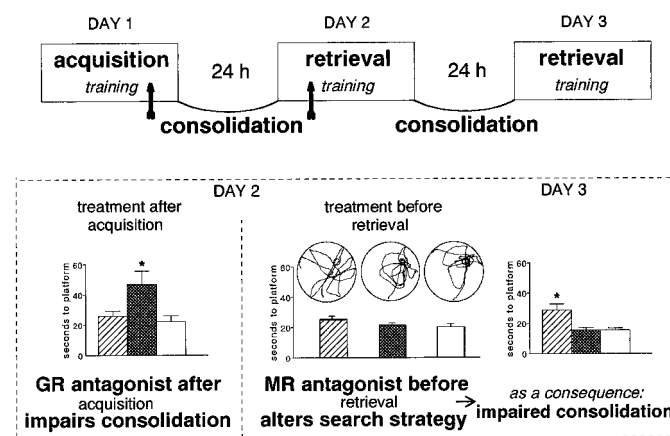 DAY 1
DAY 2
DAY 3
acquisition
training
24 h
retrieval
training
24 h
retrieval
training
consolidation
consolidation
DAY 2
DAY 3
treatment after
acquisition
treatment before
retrieval
seconds to platform
60
40
20
0
*
seconds to platform
60
40
20
0
seconds to platform
60
40
20
0
*
GR antagonist after
acquisition
impairs consolidation
MR antagonist before
retrieval
alters search strategy
as a consequence:
impaired consolidation